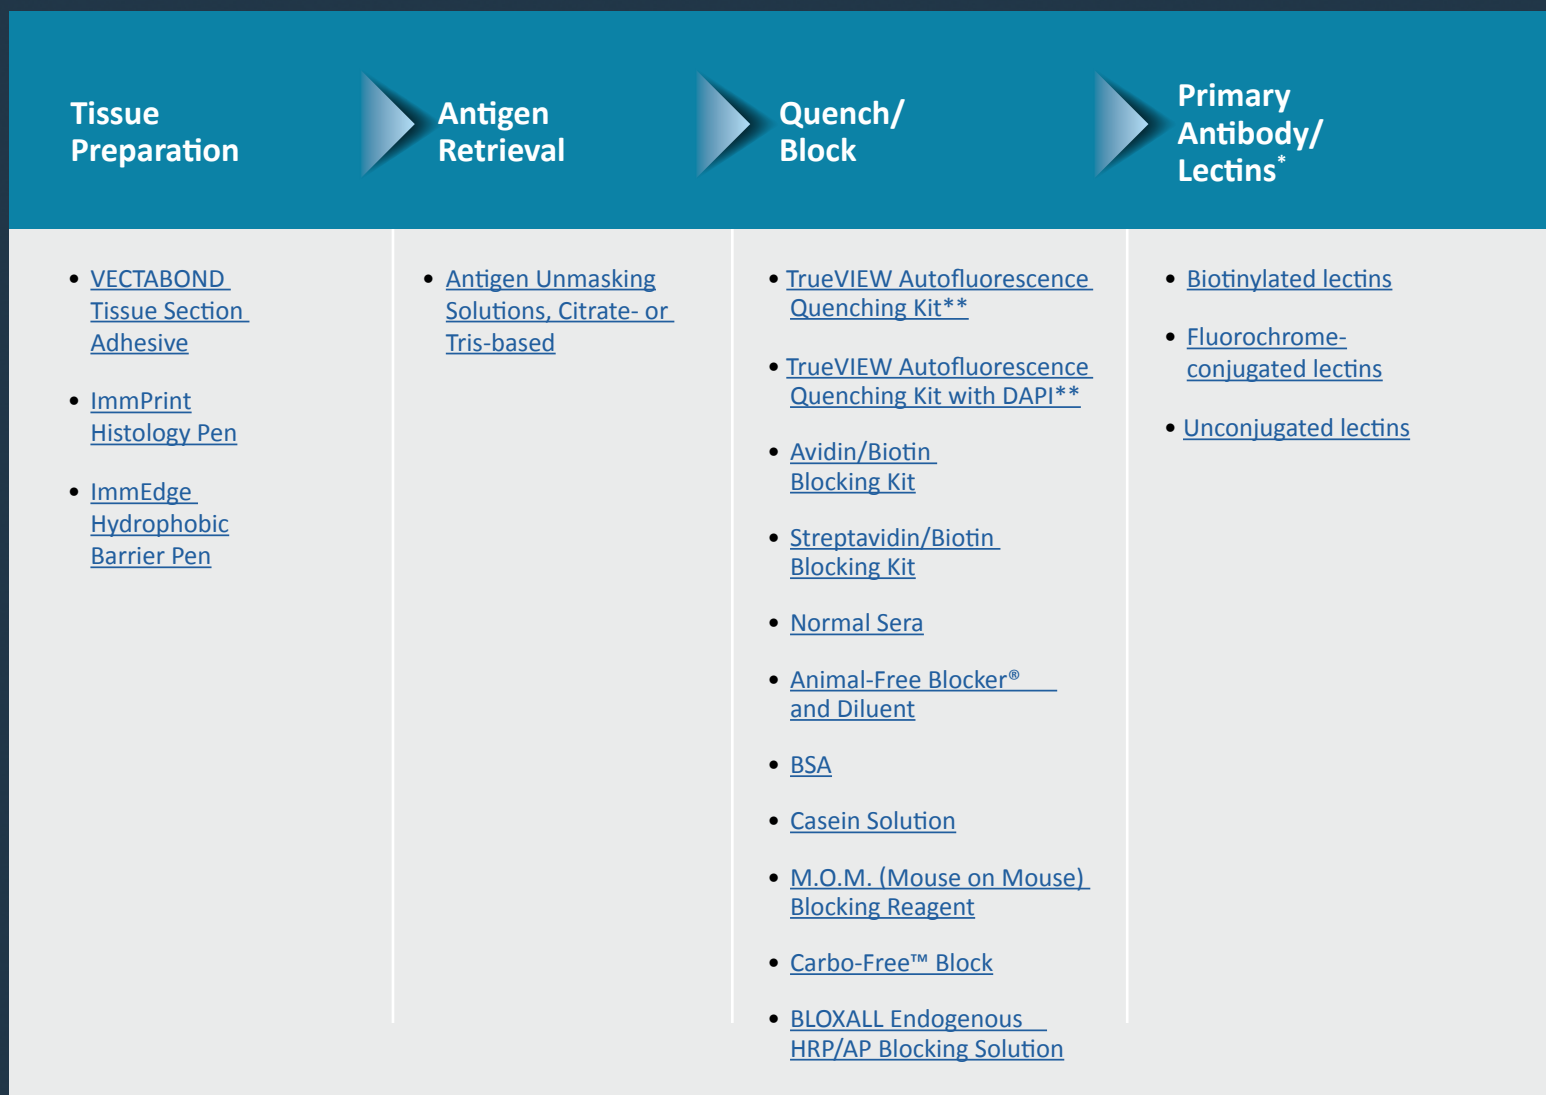 Tissue
Preparation
Antigen
Retrieval
Quench/
Block
Primary
Antibody/
Lectins*
• VECTABOND
Tissue Section
Adhesive
• ImmPrint
Histology Pen
• ImmEdge
Hydrophobic
Barrier Pen
• Antigen Unmasking
Solutions, Citrate- or
Tris-based
• TrueVIEW Autofluorescence
Quenching Kit**
• TrueVIEW Autofluorescence
Quenching Kit with DAPI**
• Avidin/Biotin
Blocking Kit
• Streptavidin/Biotin
Blocking Kit
• Normal Sera
• Animal-Free Blocker®
and Diluent
• BSA
• Casein Solution
• M.O.M. (Mouse on Mouse)
Blocking Reagent
• Carbo-Free™ Block
• BLOXALL Endogenous
HRP/AP Blocking Solution
• Biotinylated lectins
• Fluorochrome-
conjugated lectins
• Unconjugated lectins